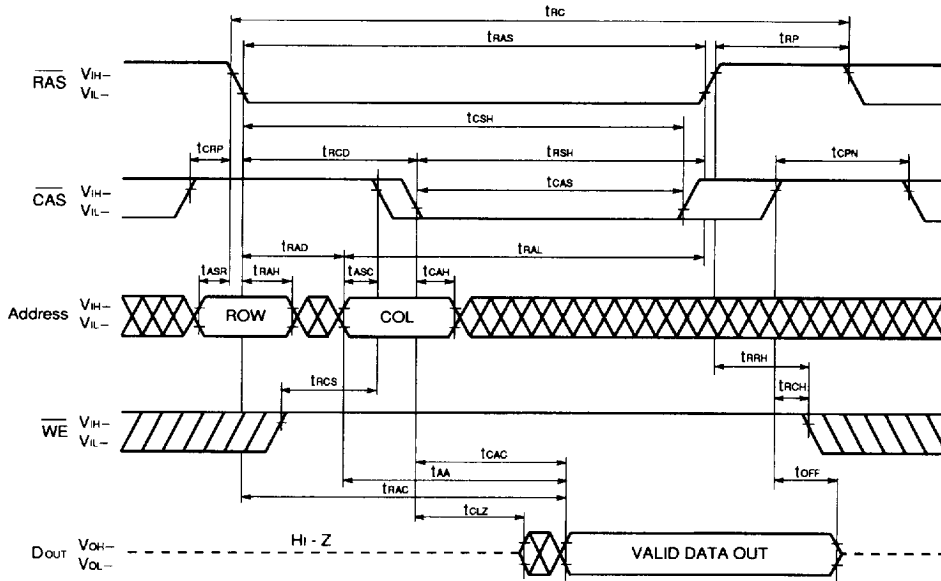 tRC
tRAS
tRP
RAS VIH–
VIL–
tCSH
tCRP
tRCD
tRSH
tCPN
CAS VIH–
VIL–
tCAS
tRAD
tRAL
tASR
tRAH
tASC
tCAH
Address VIH–
VIL–
ROW
COL
tRRH
tRCS
tRCH
WE VIH–
VIL–
tCAC
tAA
tOFF
tRAC
tCLZ
HI - Z
DOUT VOH–
VOL–
VALID DATA OUT